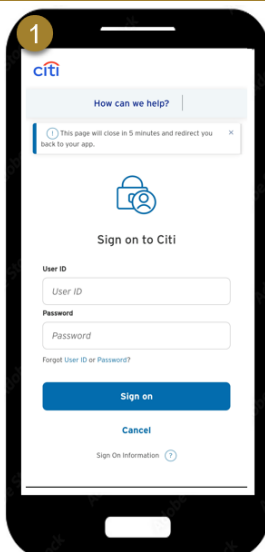 1
citi
How can we help?
This page will close in 5 minutes and redirect you ×
back to your app.
Sign on to Citi
User ID
User ID
Password
Password
Forgot User ID or Password?
Sign on
Cancel
Sign On Information ?